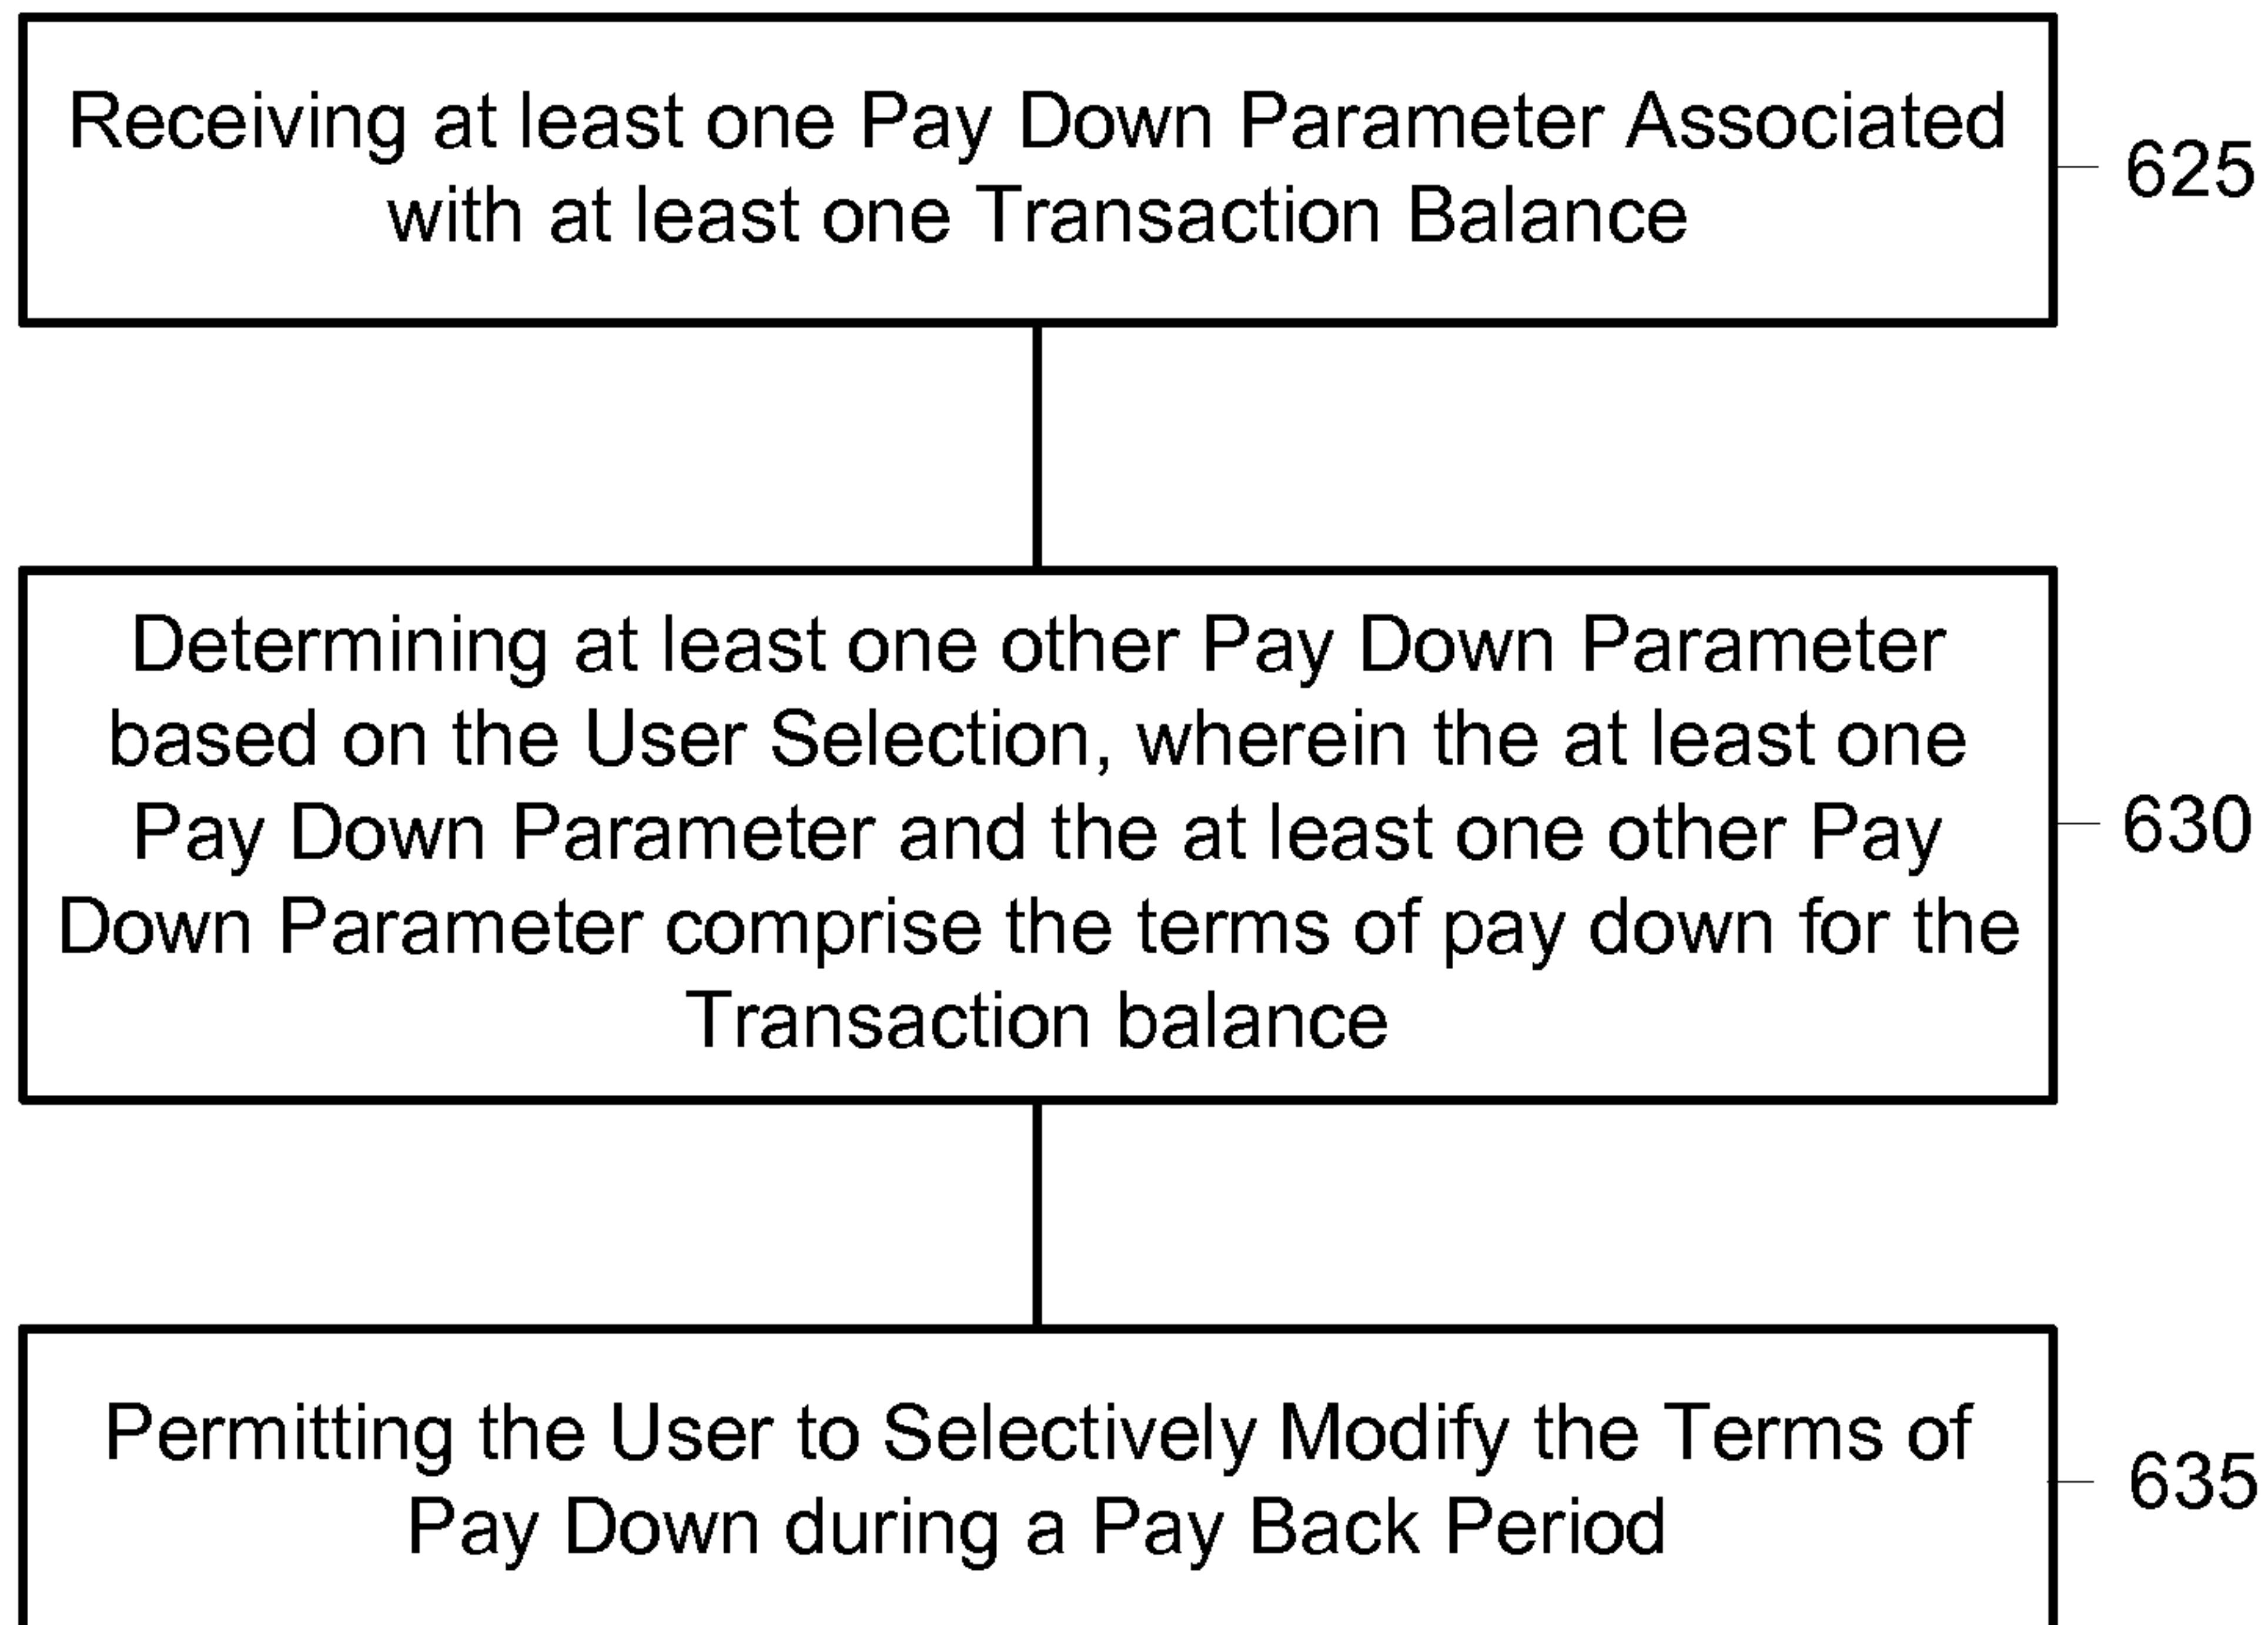 Receiving at least one Pay Down Parameter Associated
with at least one Transaction Balance
625
Determining at least one other Pay Down Parameter
based on the User Selection, wherein the at least one
Pay Down Parameter and the at least one other Pay
Down Parameter comprise the terms of pay down for the
Transaction balance
630
Permitting the User to Selectively Modify the Terms of
Pay Down during a Pay Back Period
635